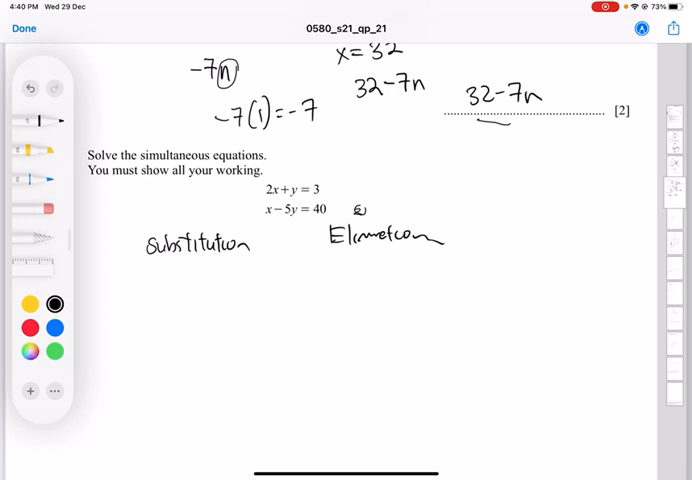 4:40 PM Wed 29 Dec
73%
Done
0580_s21_qp_21
x = 32
-7n
32-7n
32-7n
-7(1) = -7
[2]
Solve the simultaneous equations.
You must show all your working.
2x + y = 3
x − 5y = 40
Substitution